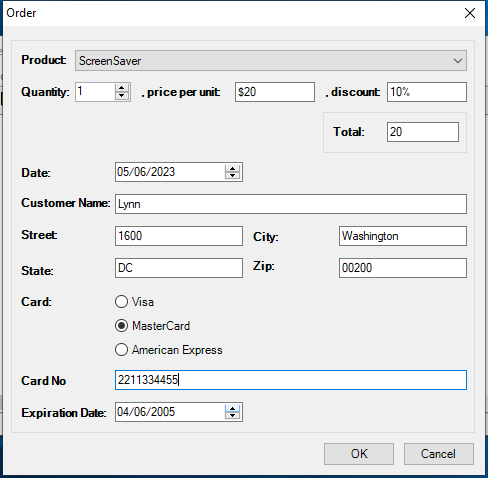 Order
Product: ScreenSaver
Quantity: 1 , price per unit: $20 , discount: 10%
Total: 20
Date: 05/06/2023
Customer Name: Lynn
Street: 1600 City: Washington
State: DC Zip: 00200
Card: Visa
MasterCard
American Express
Card No 2211334455
Expiration Date: 04/06/2005
OK Cancel